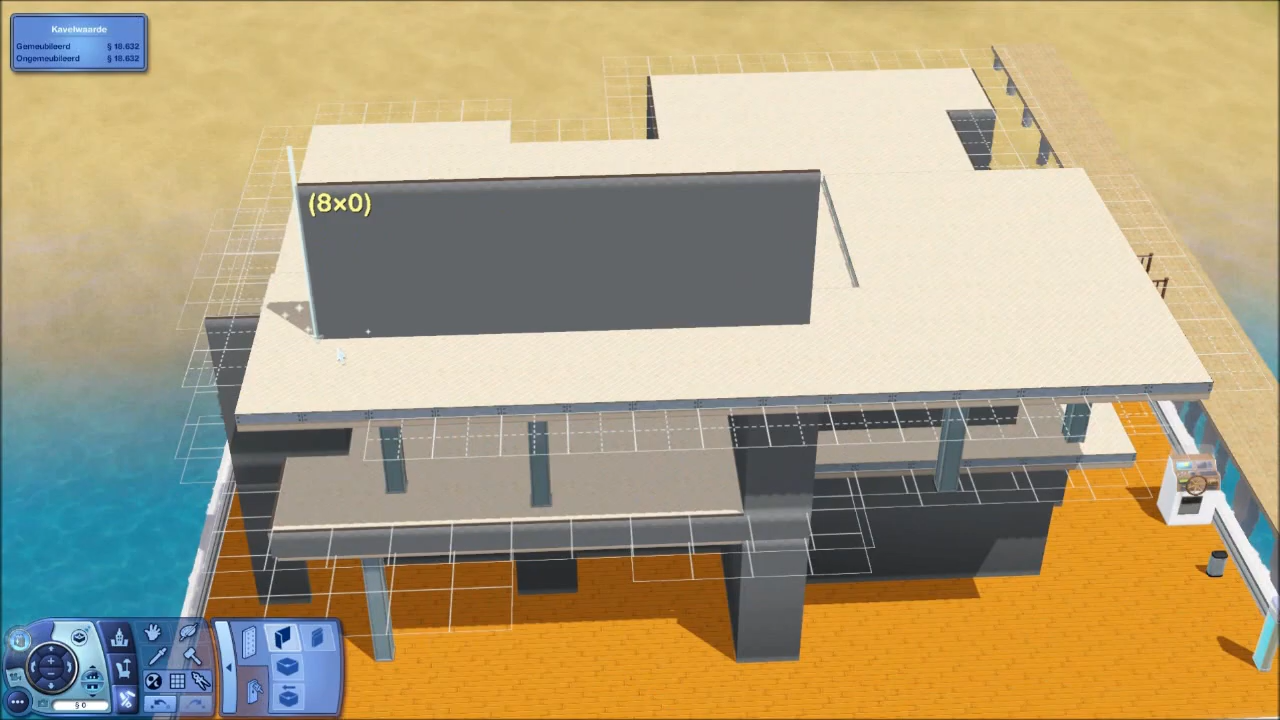 Kavelwaarde
Gemeubileerd § 18.632
Ongemeubileerd § 18.632
(8×0)
§ 0